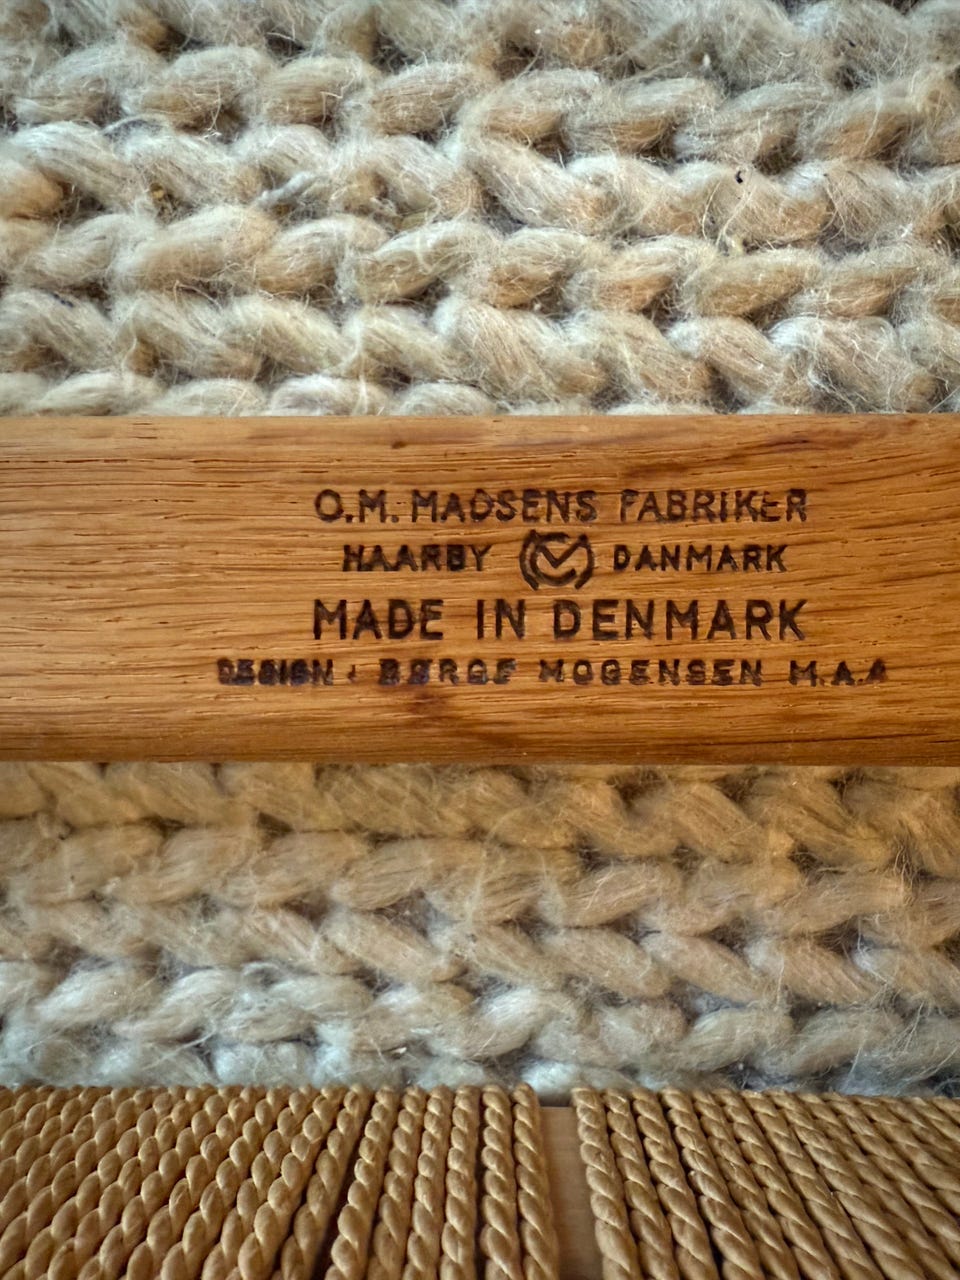 O.M. MADSENS FABRIKER
HAARBY DANMARK
MADE IN DENMARK
DESIGN : BØRGE MOGENSEN M.A.A